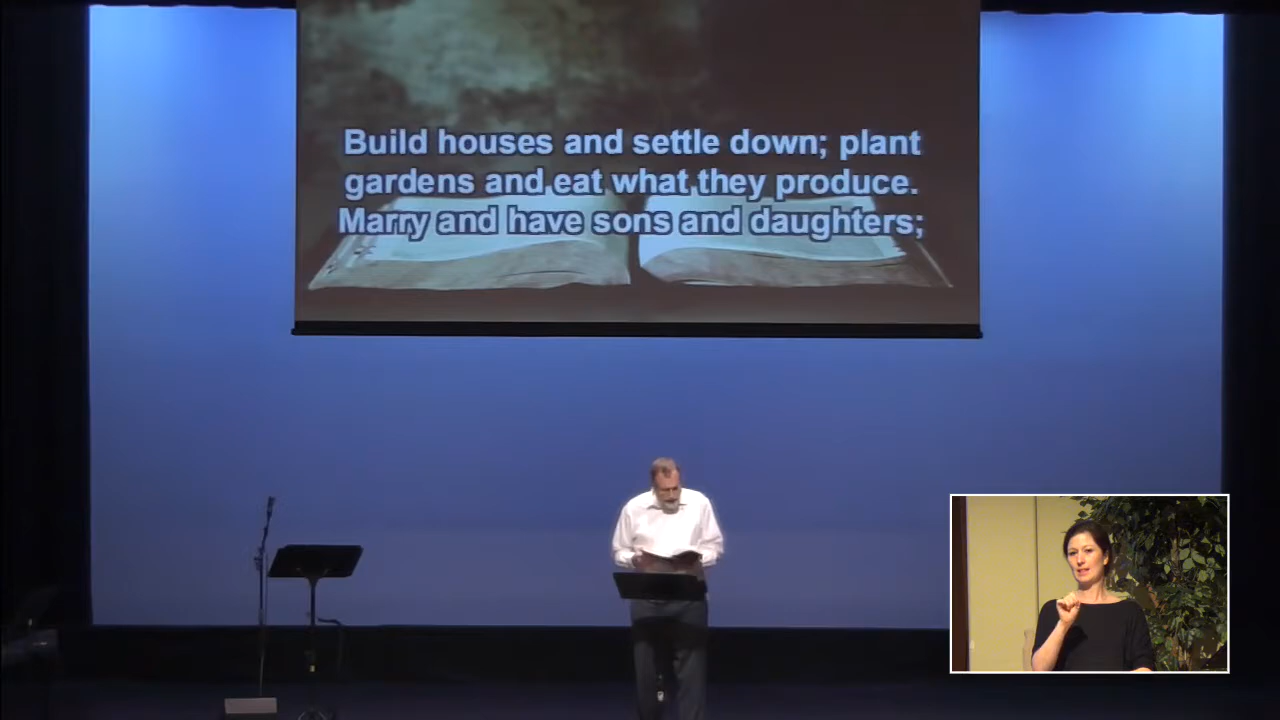 Build houses and settle down; plant
gardens and eat what they produce.
Marry and have sons and daughters;